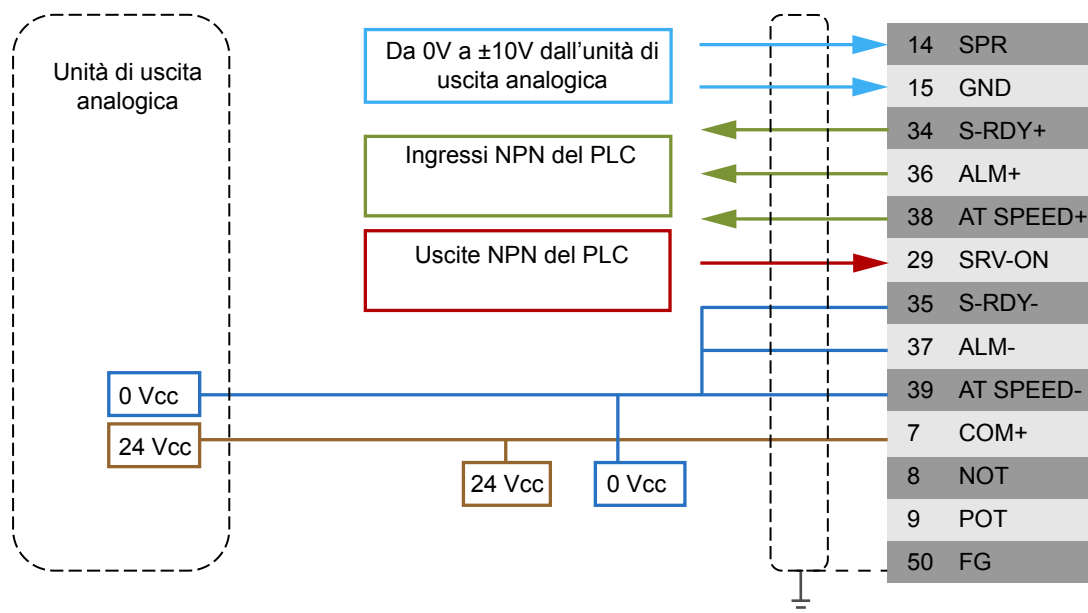 Unità di uscita
analogica
Da 0V a ±10V dall’unità di
uscita analogica
Ingressi NPN del PLC
Uscite NPN del PLC
0 Vcc
24 Vcc
24 Vcc
0 Vcc
14 SPR
15 GND
34 S-RDY+
36 ALM+
38 AT SPEED+
29 SRV-ON
35 S-RDY-
37 ALM-
39 AT SPEED-
7 COM+
8 NOT
9 POT
50 FG